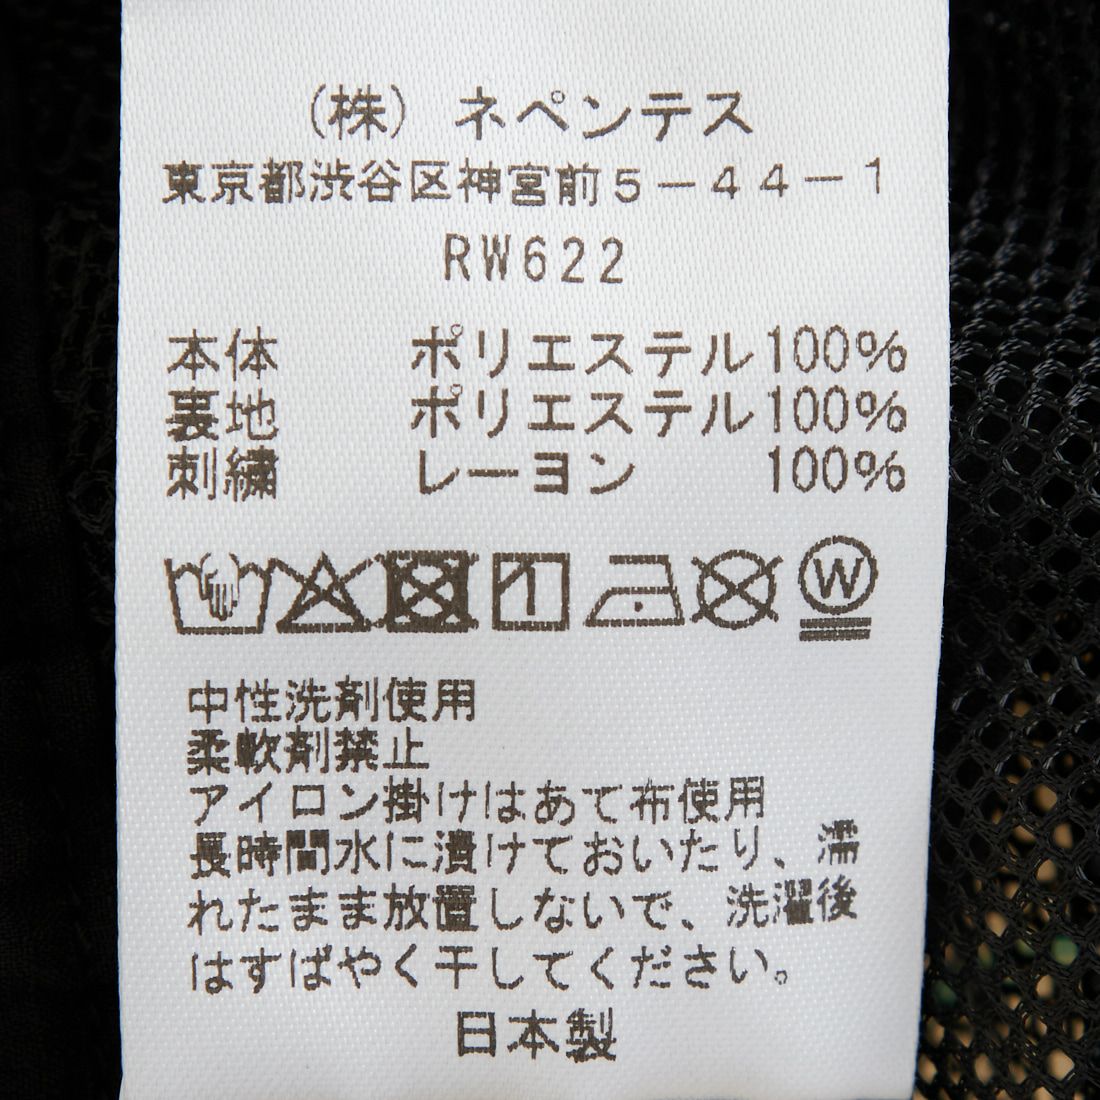 (株) ネペンテス
東京都渋谷区神宮前5-44-1
RW622
本体 ポリエステル100%
裏地 ポリエステル100%
刺繍 レーヨン 100%
W
中性洗剤使用
柔軟剤禁止
アイロン掛けはあて布使用
長時間水に漬けておいたり、濡
れたまま放置しないで、洗濯後
はすばやく干してください。
日本製